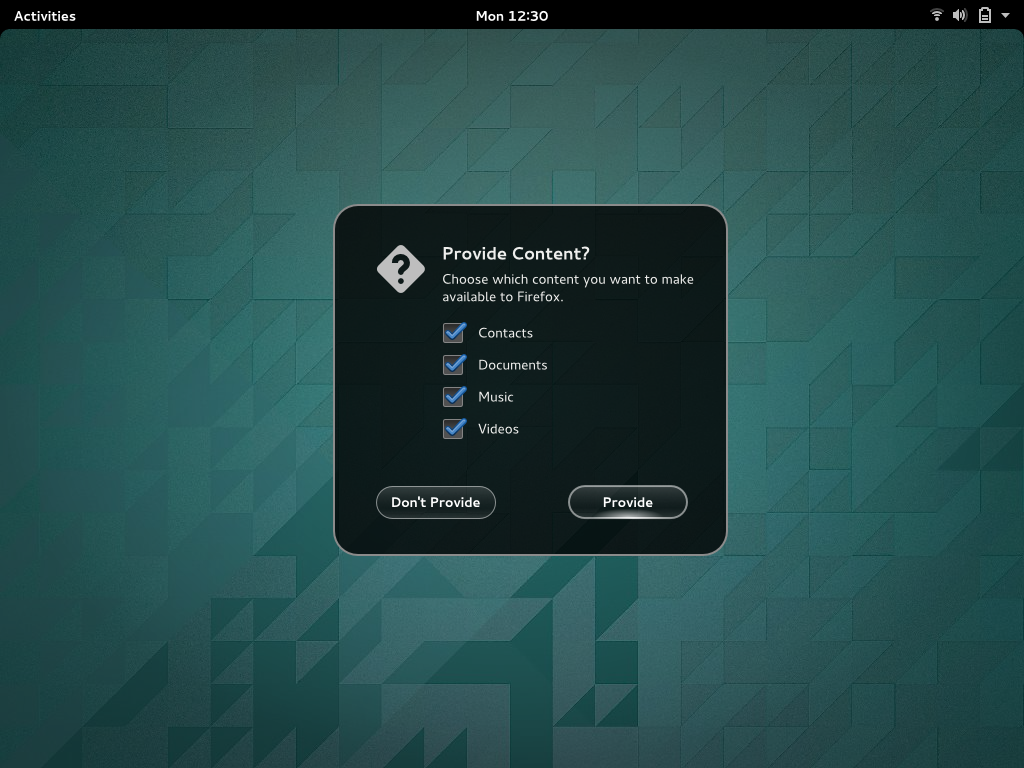 Activities
Mon 12:30
Provide Content?
Choose which content you want to make
available to Firefox.
Contacts
Documents
Music
Videos
Don't Provide
Provide